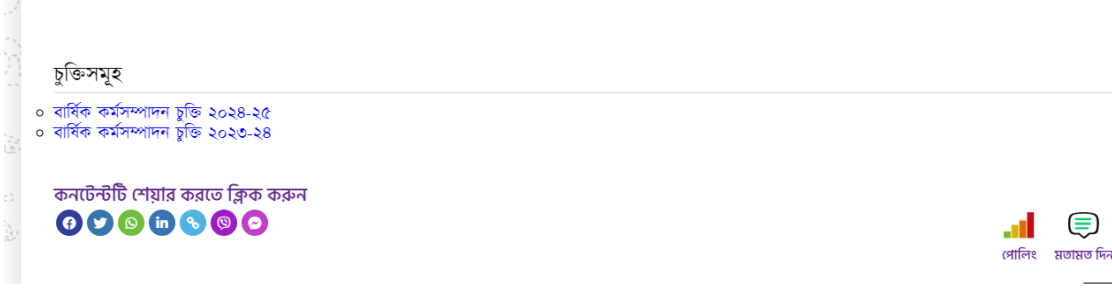 চুক্তিসমূহ
বার্ষিক কর্মসম্পাদন চুক্তি ২০২৪-২৫
বার্ষিক কর্মসম্পাদন চুক্তি ২০২৩-২৪
কনটেন্টটি শেয়ার করতে ক্লিক করুন
পোলিং
মতামত দিন